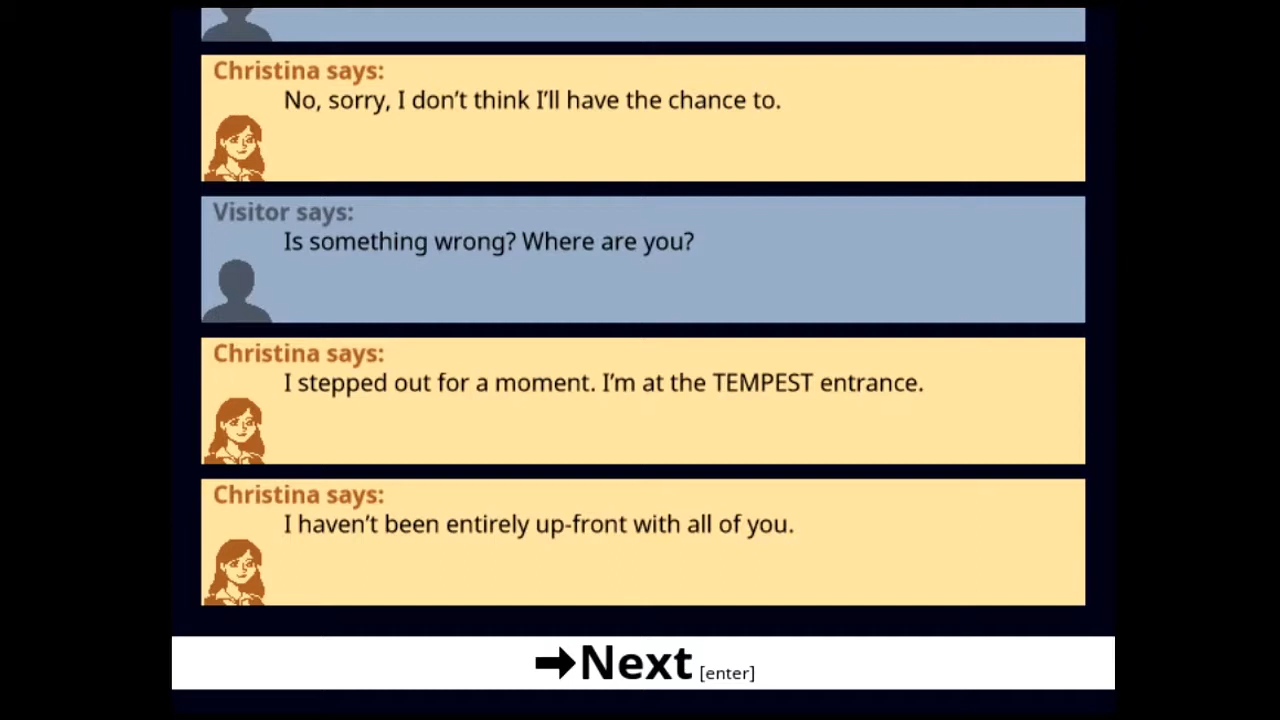 Christina says:
No, sorry, I don’t think I’ll have the chance to.
Visitor says:
Is something wrong? Where are you?
Christina says:
I stepped out for a moment. I’m at the TEMPEST entrance.
Christina says:
I haven’t been entirely up-front with all of you.
➡Next [enter]